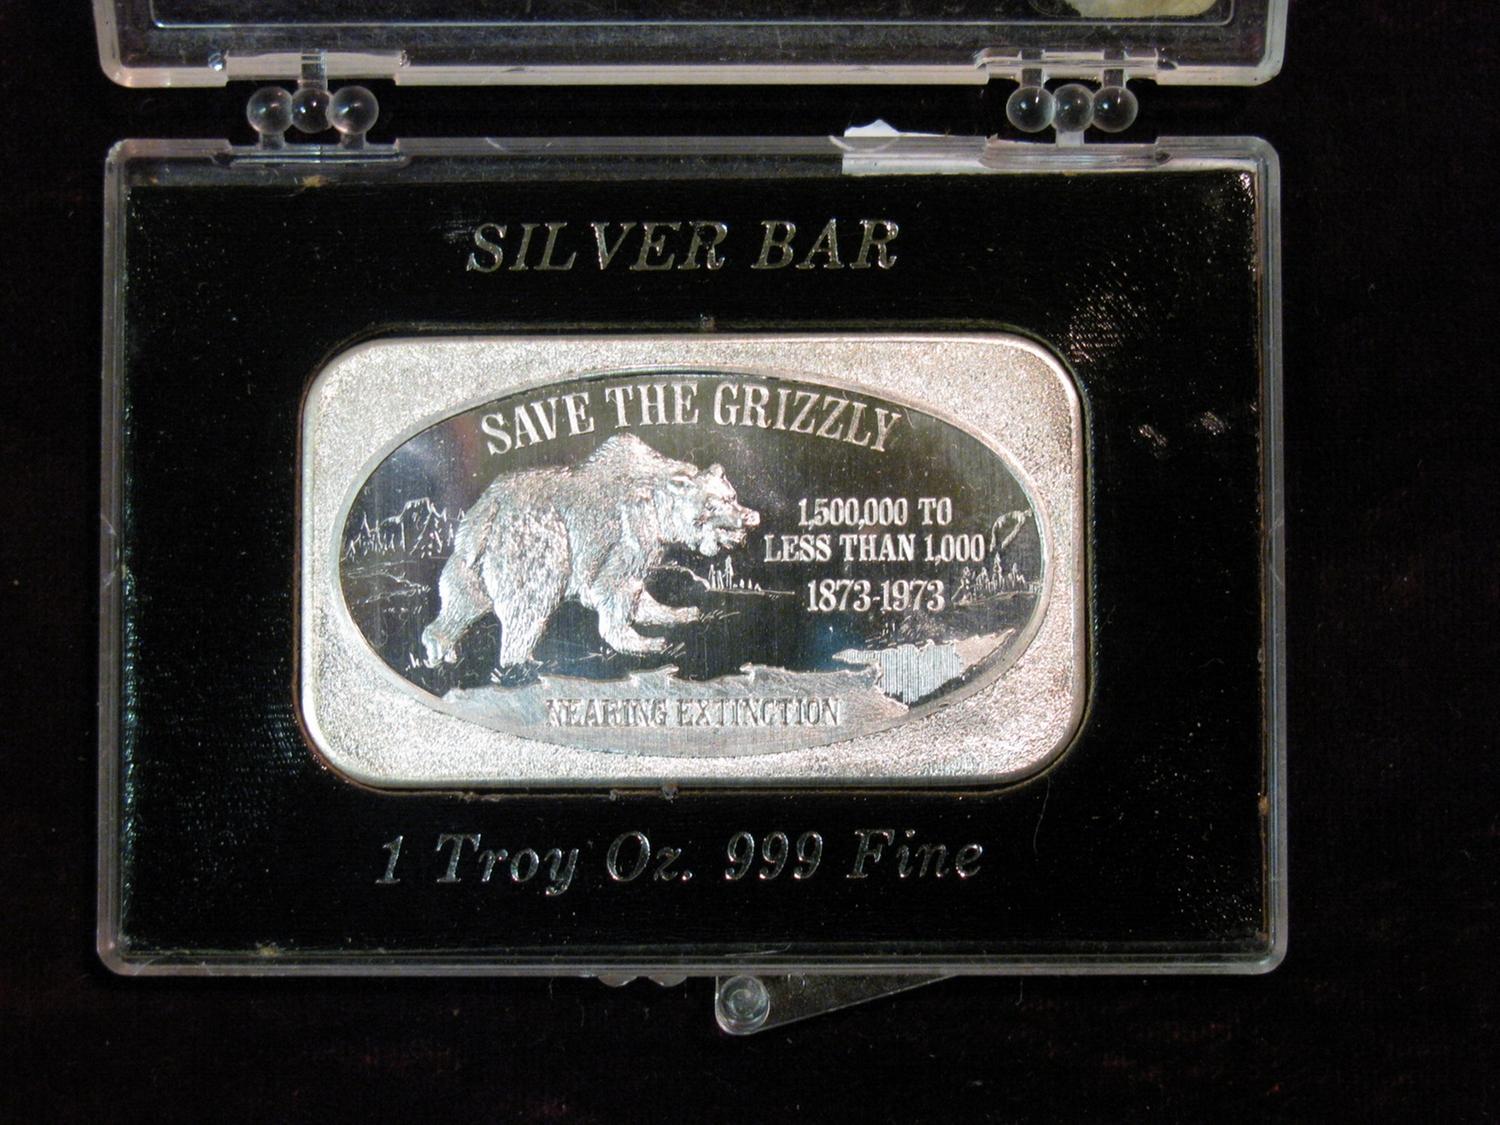 SILVER BAR
SAVE THE GRIZZLY
1,500,000 TO
LESS THAN 1,000
1873-1973
NEARING EXTINCTION
1 Troy Oz. 999 Fine